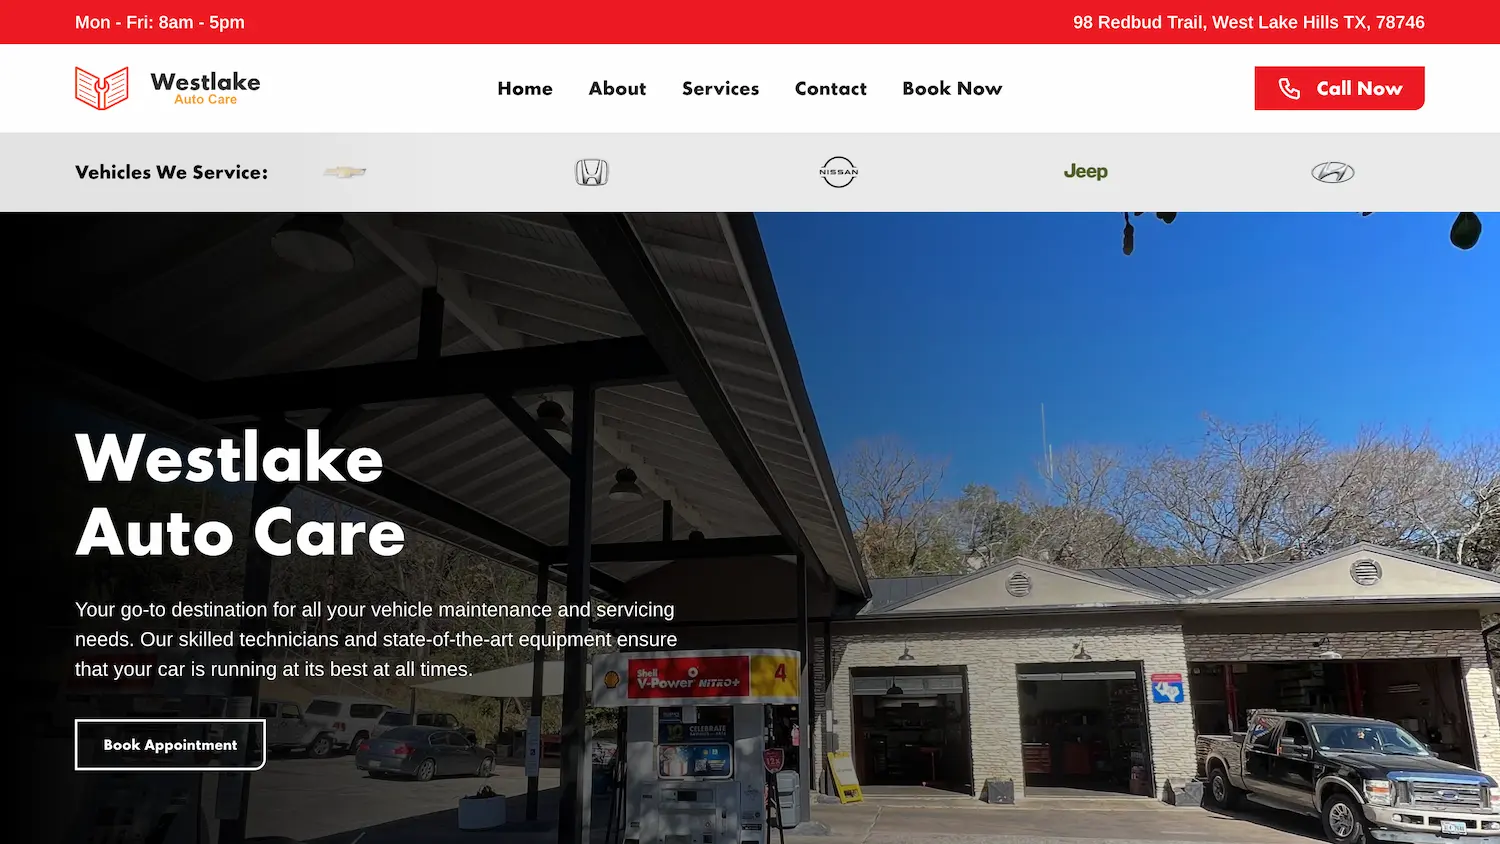 Mon - Fri: 8am - 5pm
98 Redbud Trail, West Lake Hills TX, 78746
Westlake
Auto Care
Home
About
Services
Contact
Book Now
Call Now
Vehicles We Service:
NISSAN
Jeep
Westlake
Auto Care
Your go-to destination for all your vehicle maintenance and servicing
needs. Our skilled technicians and state-of-the-art equipment ensure
that your car is running at its best at all times.
Shell
V-Power NiTRO+
4
CELEBRATE
Book Appointment